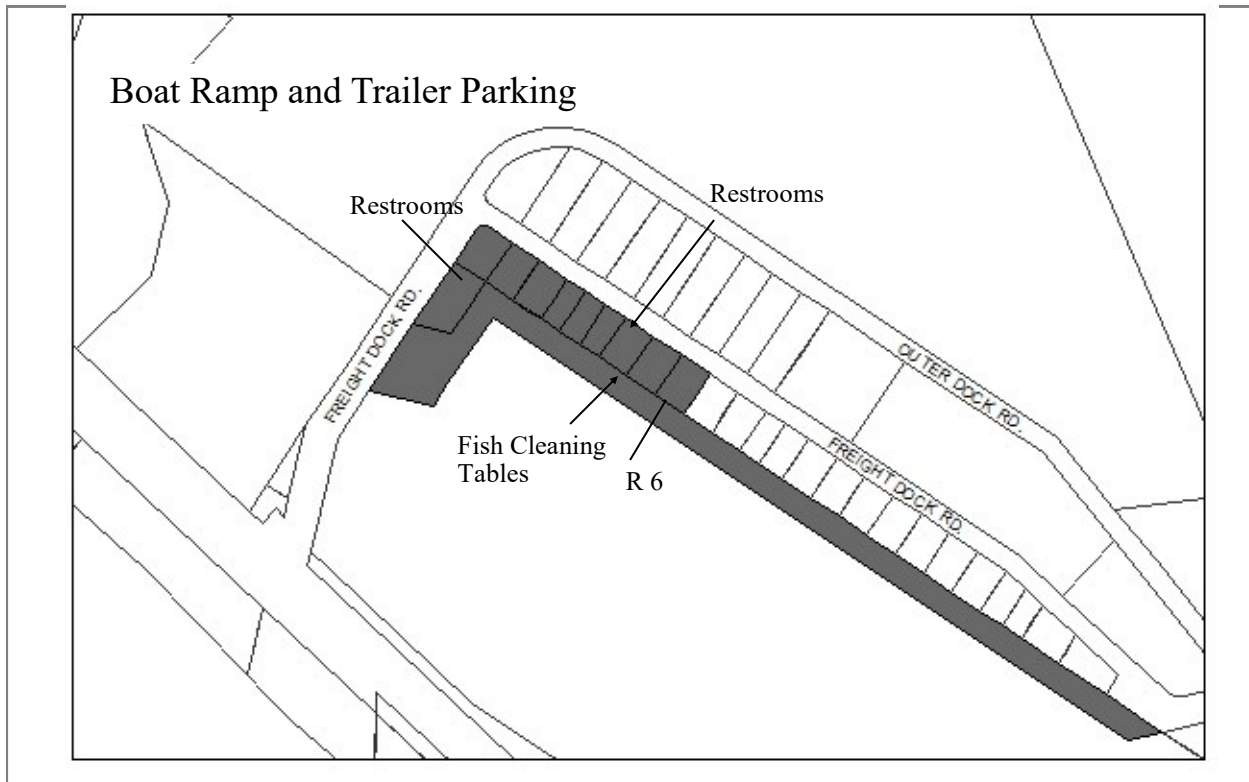 Boat Ramp and Trailer Parking
Restrooms
Restrooms
FREIGHT DOCK RD.
OUTER DOCK RD.
FREIGHT DOCK RD.
Fish Cleaning
Tables
R 6